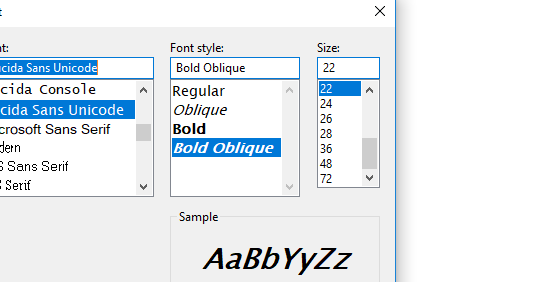 t
nt:
Font style:
Size:
cida Sans Unicode
Bold Oblique
22
cida Console
cida Sans Unicode
crosoft Sans Serif
dern
S Sans Serif
S Serif
Regular
Oblique
Bold
Bold Oblique
22
24
26
28
36
48
72
Sample
AaBbYyZz